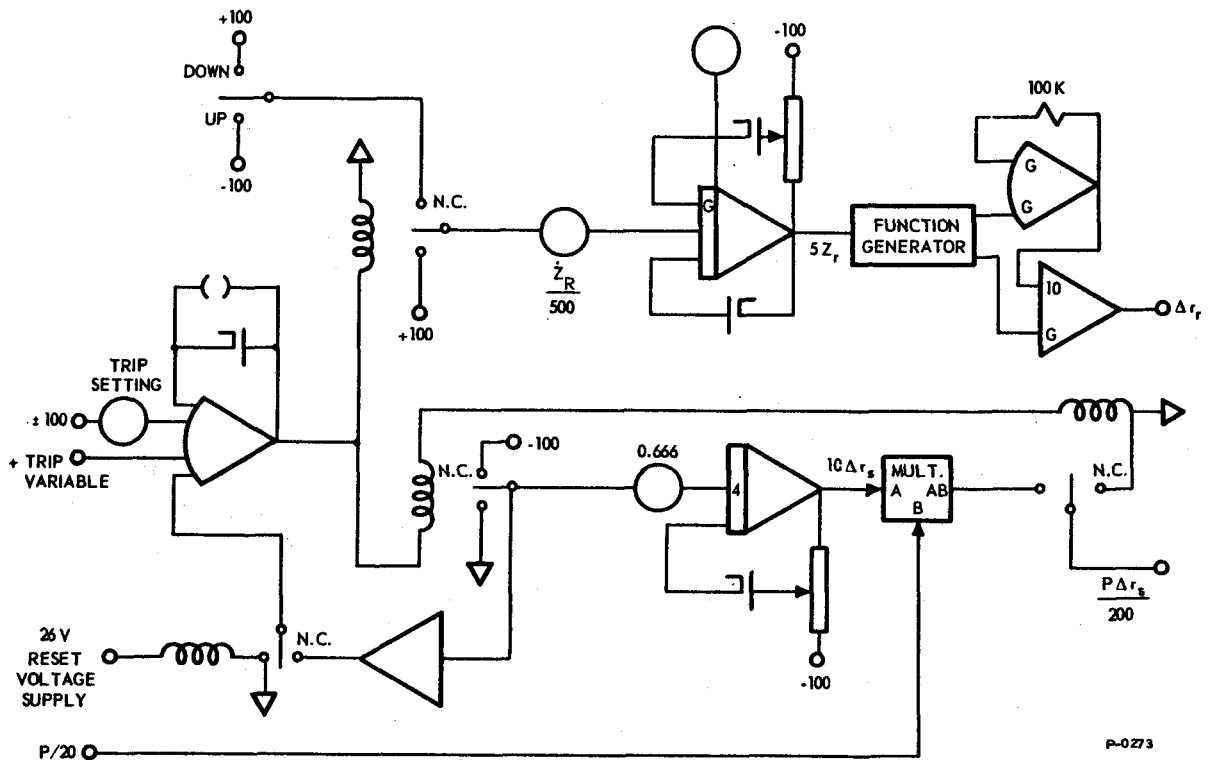 +100
DOWN
UP
-100
N.C.
+100
Ż_R
500
G
-100
5 Z_r
FUNCTION
GENERATOR
100 K
G
G
10
G
Δ r_r
TRIP
SETTING
± 100
+ TRIP
VARIABLE
N.C.
-100
0.666
4
10 Δ r_s
MULT.
A AB
B
N.C.
P Δ r_s
200
-100
26 V
RESET
VOLTAGE
SUPPLY
N.C.
P/20
P-0273